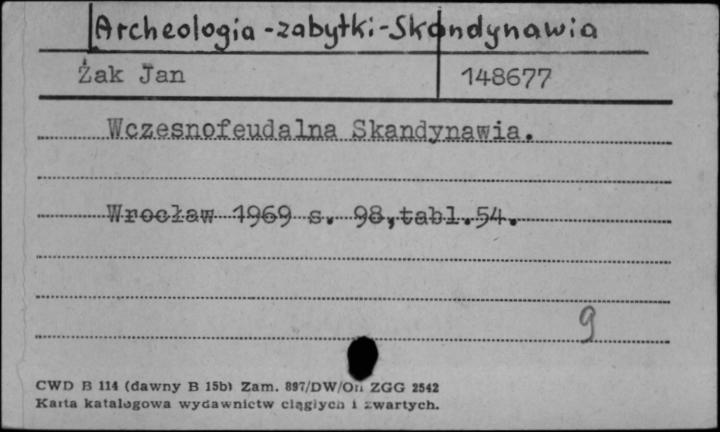 Archeologia-zabytki-Skandynawia
Żak Jan 148677
Wczesnofeudalna Skandynawia.
Wrocław 1969 s. 98,tabl.54.
9
CWD B 114 (dawny B 15b) Zam. 897/DW/On ZGG 2542
Karta katalogowa wydawnictw ciągłych i zwartych.